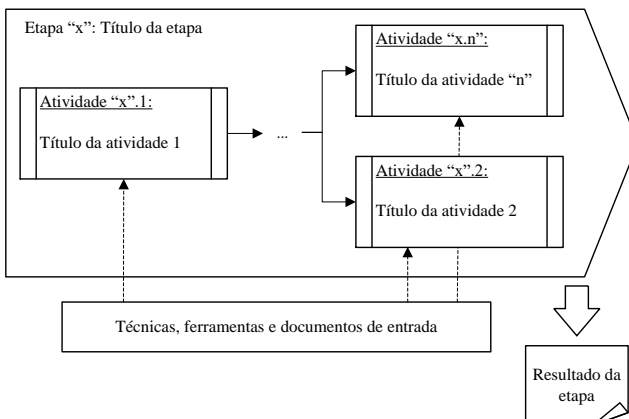 Etapa “x”: Título da etapa
Atividade “x”.1:
Título da atividade 1
...
Atividade “x.n”:
Título da atividade “n”
Atividade “x”.2:
Título da atividade 2
Técnicas, ferramentas e documentos de entrada
Resultado da
etapa